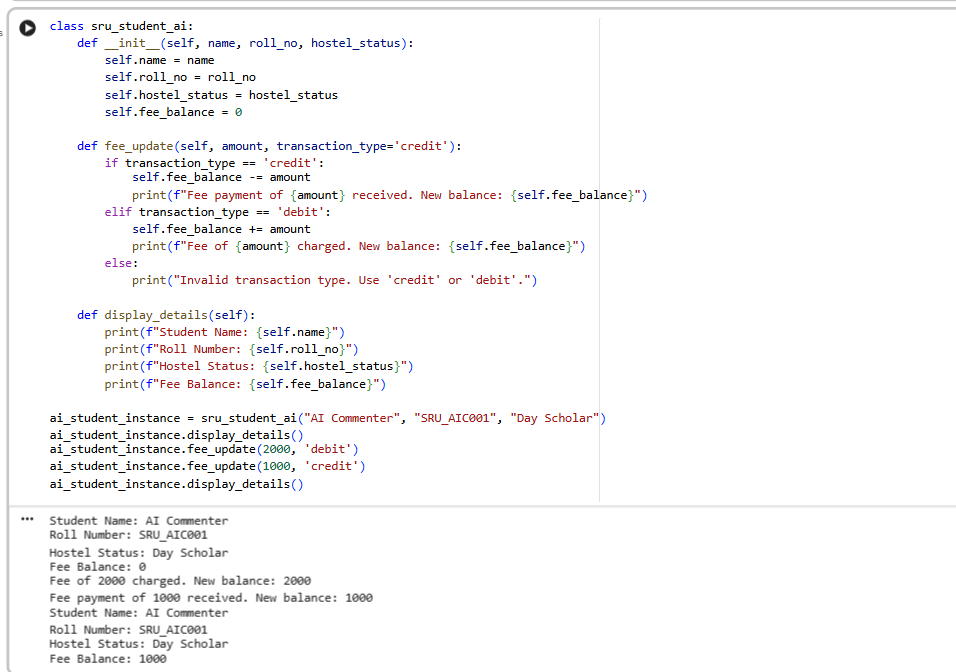 class sru_student_ai:
    def __init__(self, name, roll_no, hostel_status):
        self.name = name
        self.roll_no = roll_no
        self.hostel_status = hostel_status
        self.fee_balance = 0

    def fee_update(self, amount, transaction_type='credit'):
        if transaction_type == 'credit':
            self.fee_balance -= amount
            print(f"Fee payment of {amount} received. New balance: {self.fee_balance}")
        elif transaction_type == 'debit':
            self.fee_balance += amount
            print(f"Fee of {amount} charged. New balance: {self.fee_balance}")
        else:
            print("Invalid transaction type. Use 'credit' or 'debit'.")

    def display_details(self):
        print(f"Student Name: {self.name}")
        print(f"Roll Number: {self.roll_no}")
        print(f"Hostel Status: {self.hostel_status}")
        print(f"Fee Balance: {self.fee_balance}")

ai_student_instance = sru_student_ai("AI Commenter", "SRU_AIC001", "Day Scholar")
ai_student_instance.display_details()
ai_student_instance.fee_update(2000, 'debit')
ai_student_instance.fee_update(1000, 'credit')
ai_student_instance.display_details()

Student Name: AI Commenter
Roll Number: SRU_AIC001
Hostel Status: Day Scholar
Fee Balance: 0
Fee of 2000 charged. New balance: 2000
Fee payment of 1000 received. New balance: 1000
Student Name: AI Commenter
Roll Number: SRU_AIC001
Hostel Status: Day Scholar
Fee Balance: 1000